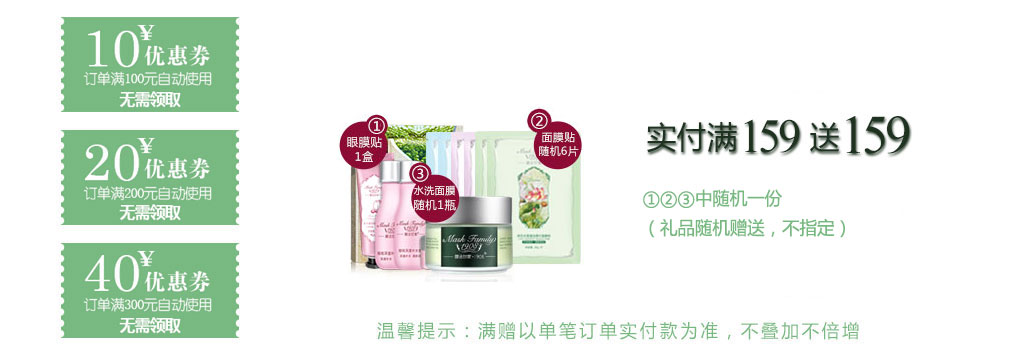 10¥优惠券
订单满100元自动使用
无需领取
20¥优惠券
订单满200元自动使用
无需领取
40¥优惠券
订单满300元自动使用
无需领取
①
眼膜贴
1盒
②
面膜贴
随机6片
③
水洗面膜
随机1瓶
Mask Family
1908
实付满159送159
①②③中随机一份
（礼品随机赠送，不指定）
温馨提示：满赠以单笔订单实付款为准，不叠加不倍增